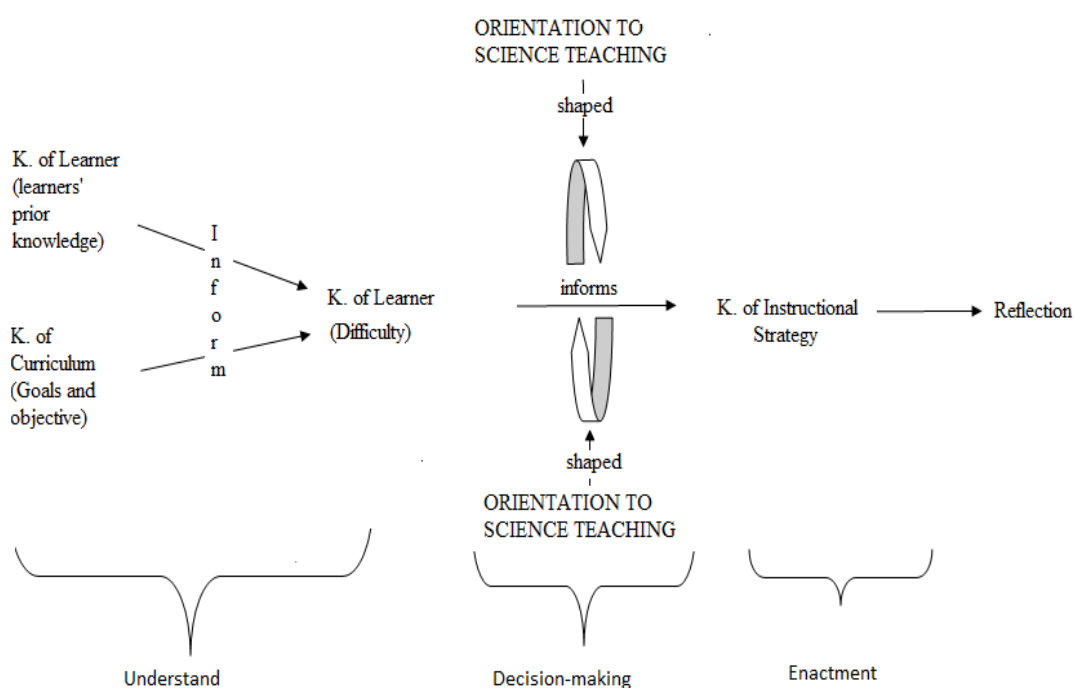 ORIENTATION TO
SCIENCE TEACHING
shaped
K. of Learner
(learners'
prior
knowledge)
Inform
K. of Learner
(Difficulty)
informs
K. of Instructional
Strategy
Reflection
K. of
Curriculum
(Goals and
objective)
shaped
ORIENTATION TO
SCIENCE TEACHING
Understand
Decision-making
Enactment